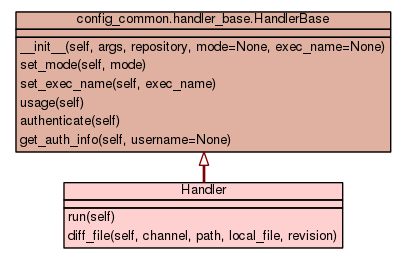 config_common.handler_base.HandlerBase
__init__(self, args, repository, mode=None, exec_name=None)
set_mode(self, mode)
set_exec_name(self, exec_name)
usage(self)
authenticate(self)
get_auth_info(self, username=None)
Handler
run(self)
diff_file(self, channel, path, local_file, revision)